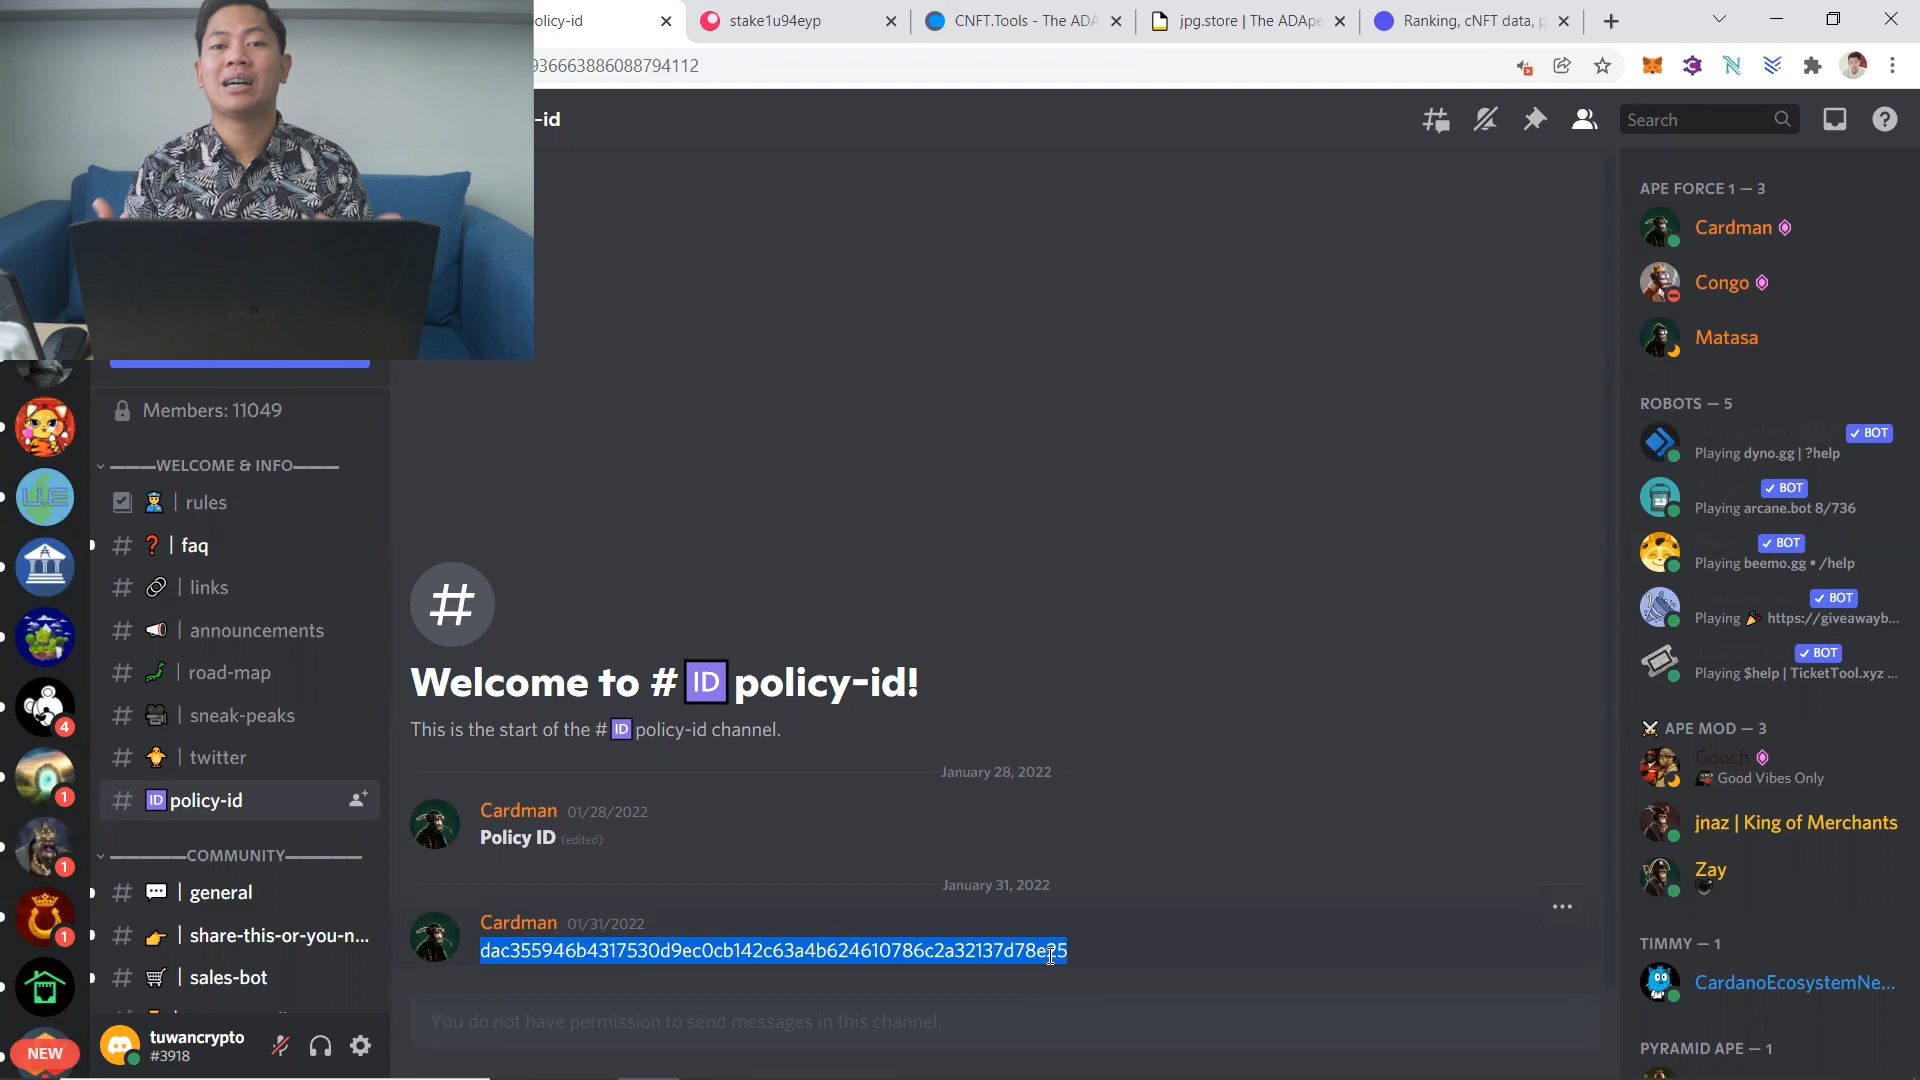 olicy-id
stake1u94eyp
CNFT.Tools - The ADA
jpg.store | The ADApe
Ranking, cNFT data, p
936663886088794112
-id
Search
Members: 11049
WELCOME & INFO
rules
faq
links
announcements
road-map
sneak-peaks
twitter
ID policy-id
COMMUNITY
general
share-this-or-you-n...
sales-bot
NEW
4
1
1
1
tuwancrypto
#3918
Welcome to # ID policy-id!
This is the start of the # ID policy-id channel.
January 28, 2022
Cardman 01/28/2022
Policy ID (edited)
January 31, 2022
Cardman 01/31/2022
dac355946b4317530d9ec0cb142c63a4b624610786c2a32137d78e25
You do not have permission to send messages in this channel.
APE FORCE 1 — 3
Cardman
Congo
Matasa
ROBOTS — 5
BOT
Playing dyno.gg | ?help
BOT
Playing arcane.bot 8/736
BOT
Playing beemo.gg • /help
BOT
Playing https://giveawayb...
BOT
Playing $help | TicketTool.xyz ...
APE MOD — 3
Goach
Good Vibes Only
jnaz | King of Merchants
Zay
TIMMY — 1
CardanoEcosystemNe...
PYRAMID APE — 1